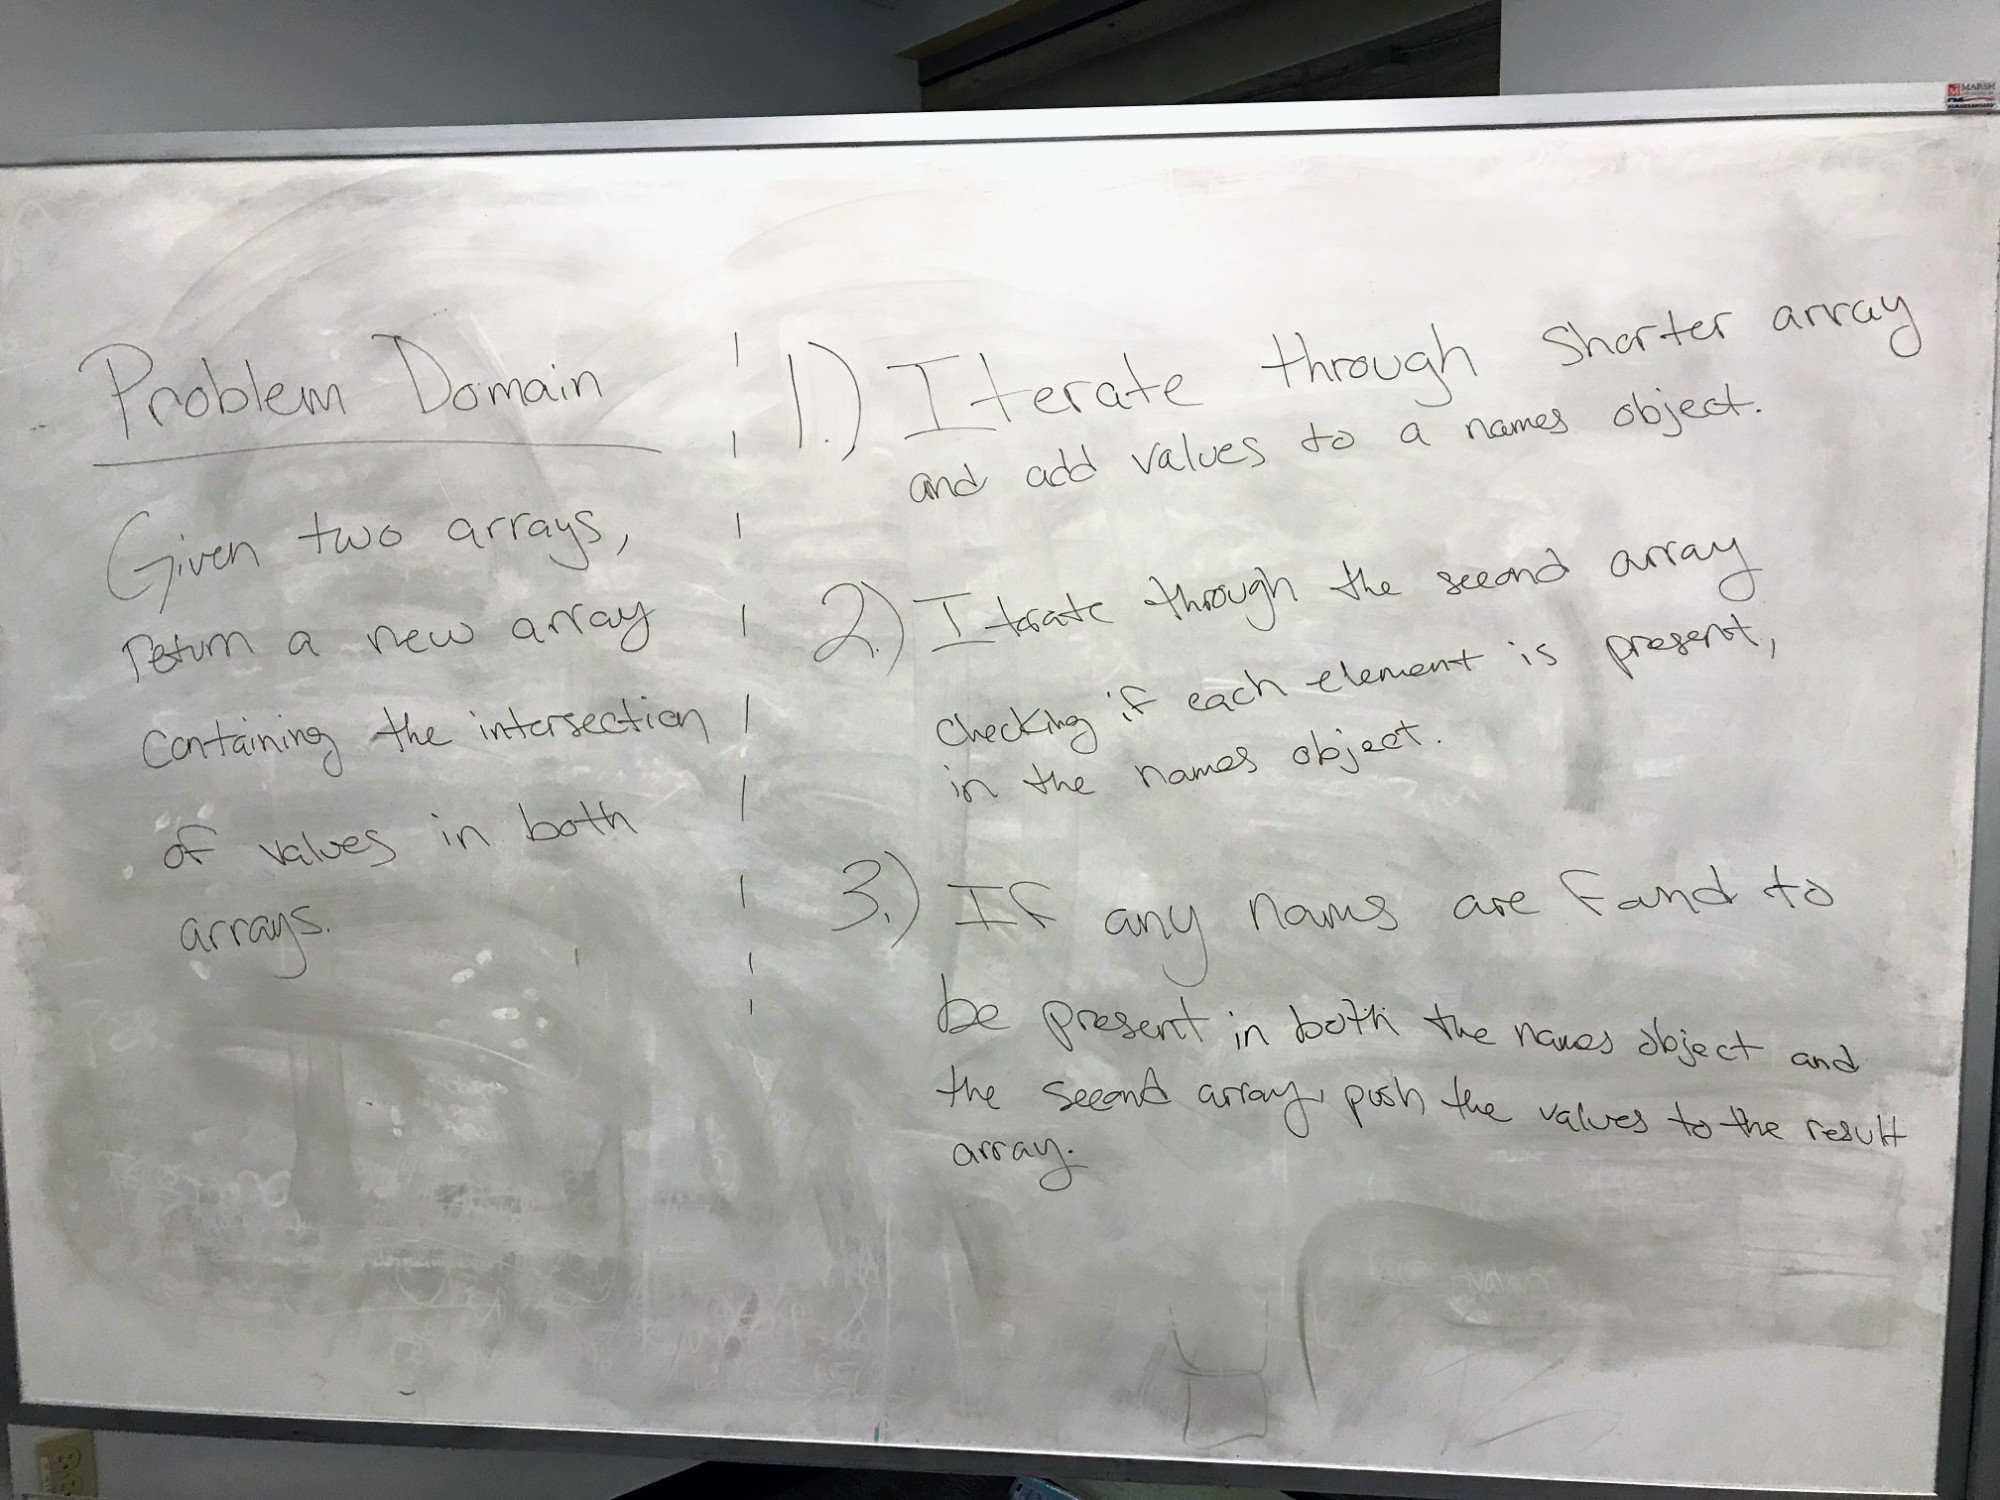 MARSH
Problem Domain
Given two arrays,
return a new array
containing the intersection
of values in both
arrays.
1.) Iterate through shorter array
and add values to a names object.
2.) Iterate through the second array
checking if each element is present,
in the names object.
3.) If any names are found to
be present in both the names object and
the second array, push the values to the result
array.